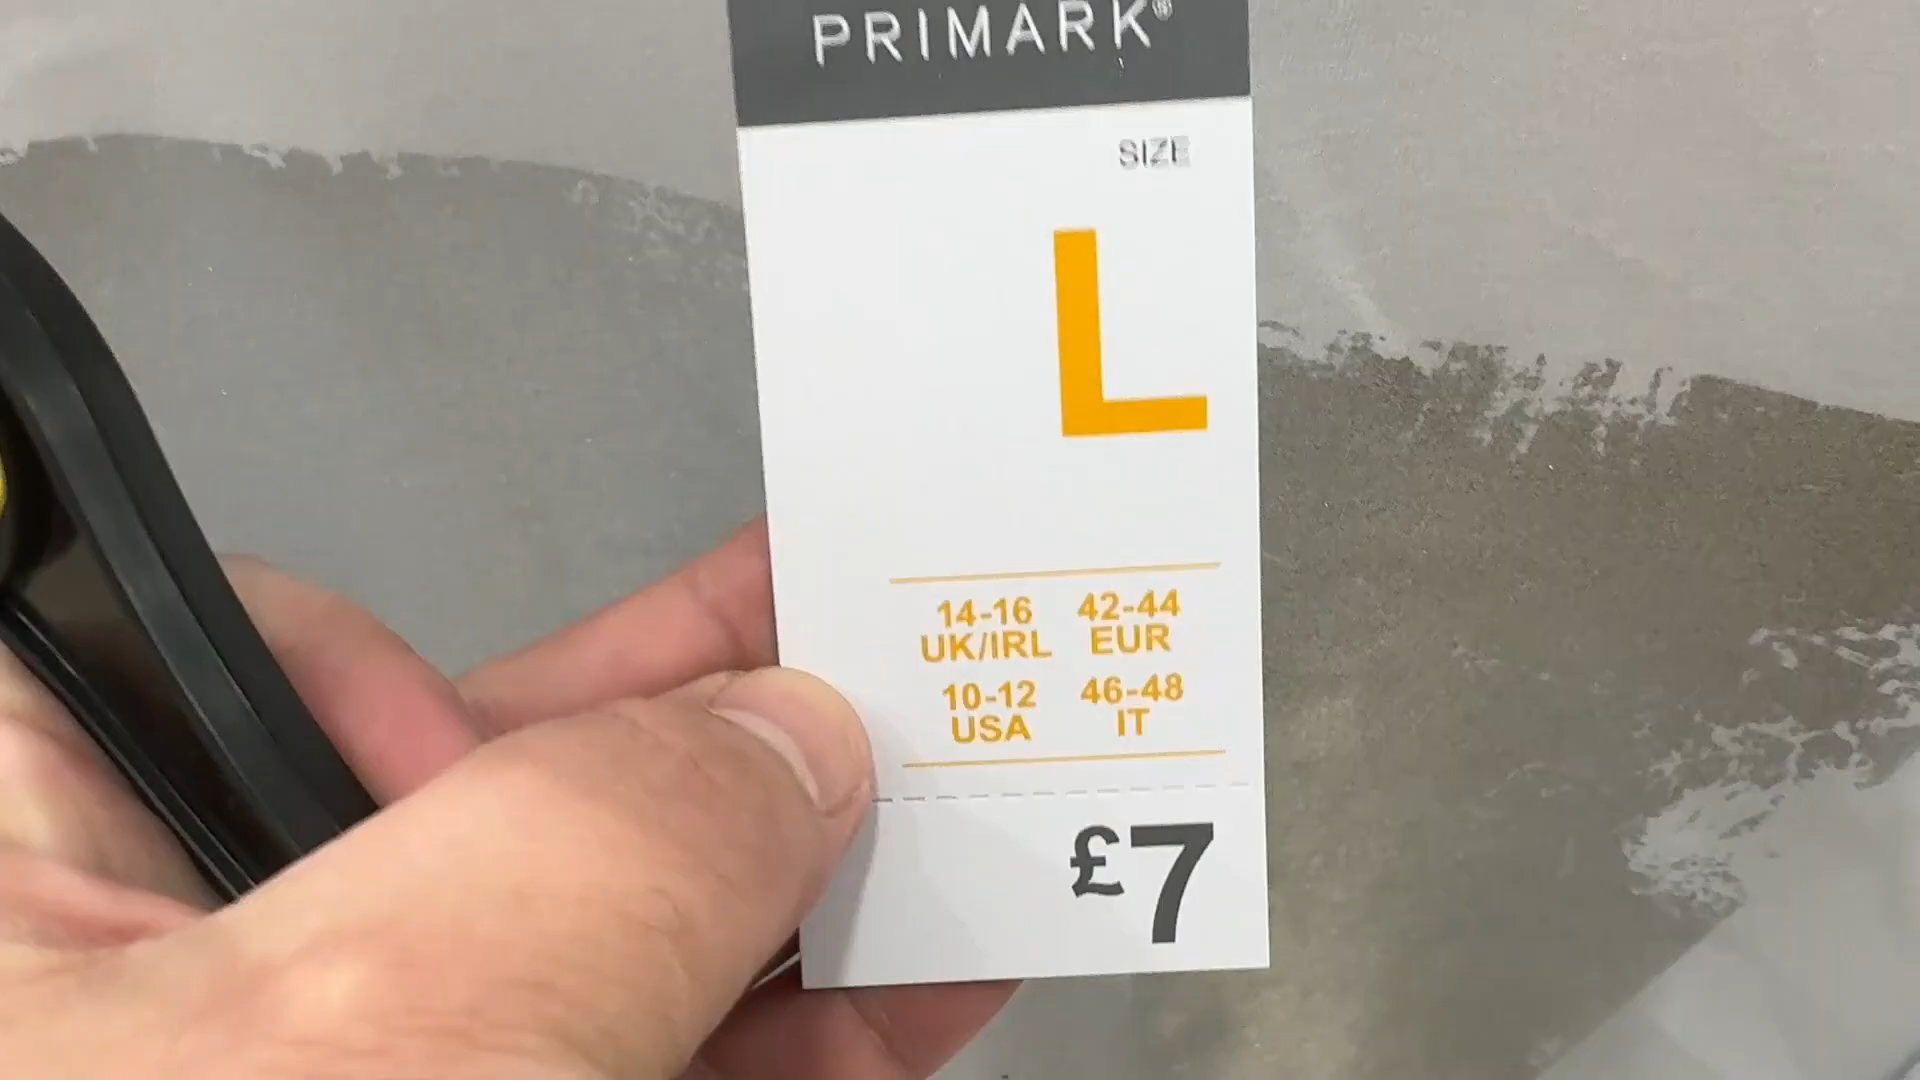 PRIMARK®
SIZE
L
14-16 42-44
UK/IRL EUR
10-12 46-48
USA IT
£7